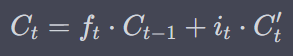 C_t = f_t · C_{t−1} + i_t · C'_t